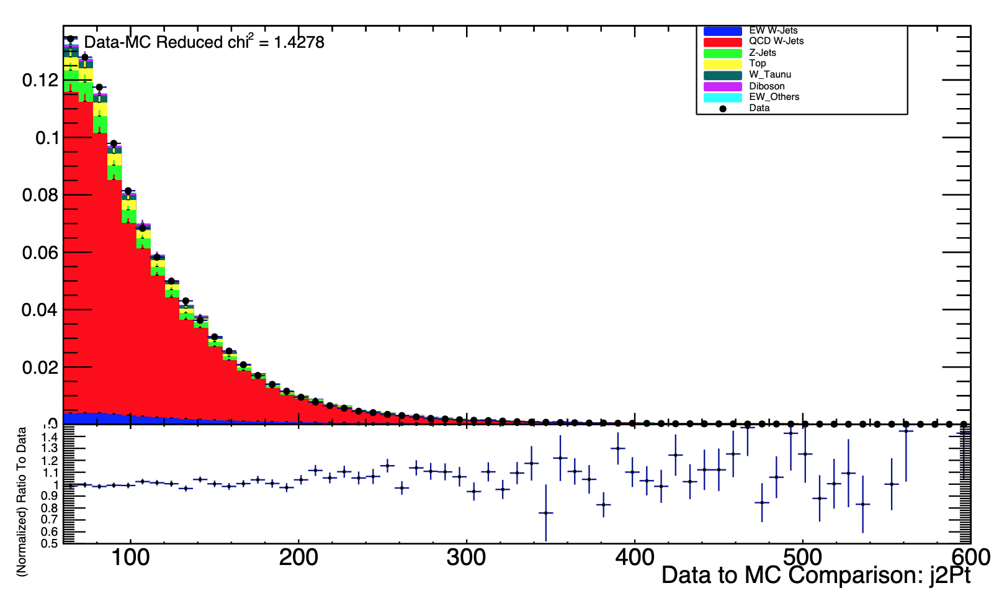 Data-MC Reduced chi2 = 1.4278
EW W-Jets
QCD W-Jets
Z-Jets
Top
W_Taunu
Diboson
EW_Others
Data
0.12
0.1
0.08
0.06
0.04
0.02
0
1.5
1.4
1.3
1.2
1.1
1
0.9
0.8
0.7
0.6
0.5
(Normalized) Ratio To Data
100 200 300 400 500 600
Data to MC Comparison: j2Pt